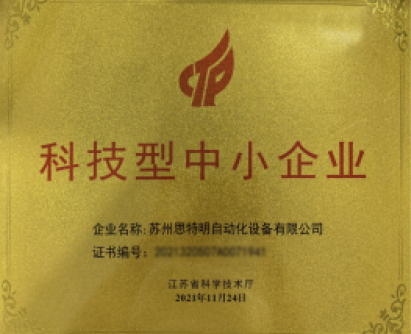 科技型中小企业
企业名称: 苏州思特明自动化设备有限公司
证书编号:
江苏省科学技术厅
2021年11月24日